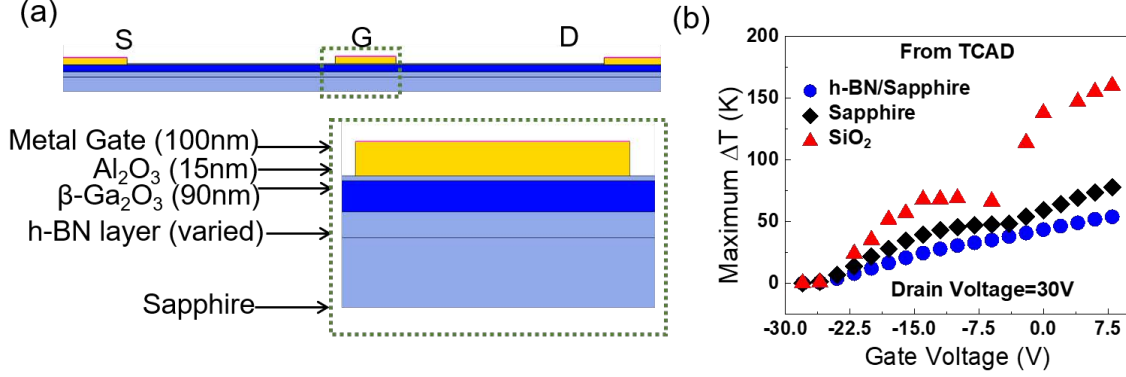 (a)
S G D
Metal Gate (100nm)
Al₂O₃ (15nm)
β-Ga₂O₃ (90nm)
h-BN layer (varied)
Sapphire
(b)
From TCAD
h-BN/Sapphire
Sapphire
SiO₂
Drain Voltage=30V
Maximum ΔT (K)
200
150
100
50
0
-30.0 -22.5 -15.0 -7.5 0.0 7.5
Gate Voltage (V)